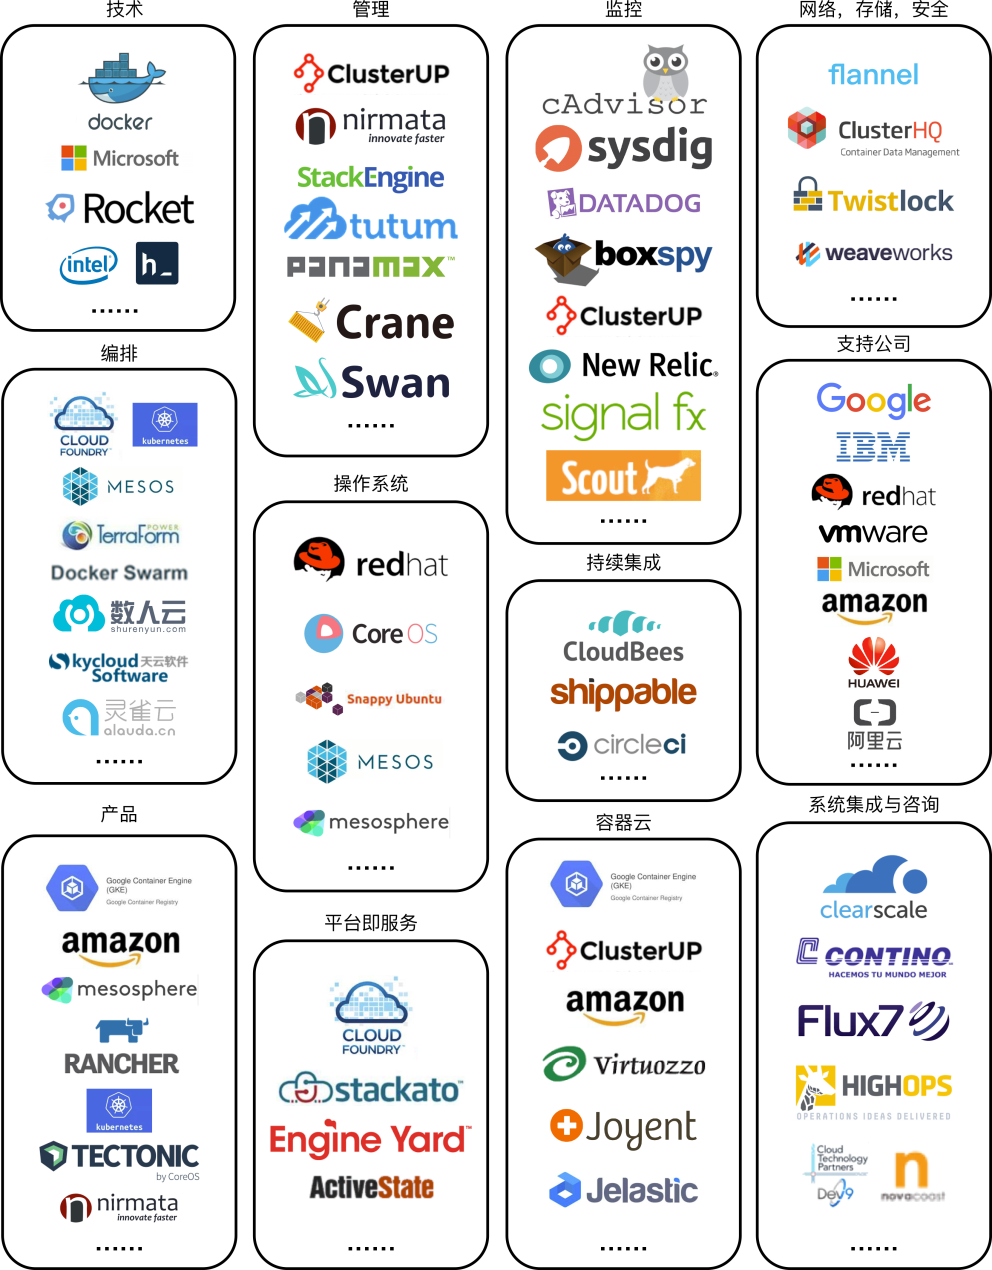 技术
docker
Microsoft
Rocket
intel
h_
......
管理
ClusterUP
nirmata
innovate faster
StackEngine
tutum
panamax™
Crane
Swan
......
监控
cAdvisor
sysdig
DATADOG
boxspy
ClusterUP
New Relic®
signal fx
Scout
......
网络，存储，安全
flannel
ClusterHQ
Container Data Management
Twistlock
weaveworks
......
编排
CLOUD
FOUNDRY™
kubernetes
MESOS
POWER
TerraForm
Docker Swarm
数人云
shurenyun.com
Skycloud 天云软件
Software
灵雀云
alauda.cn
......
操作系统
redhat
Core OS
Snappy Ubuntu
MESOS
mesosphere
......
持续集成
CloudBees
shippable
circleci
......
支持公司
Google
IBM
redhat
vmware
Microsoft
amazon
HUAWEI
阿里云
......
产品
Google Container Engine
(GKE)
Google Container Registry
amazon
mesosphere
RANCHER
kubernetes
TECTONIC
by CoreOS
nirmata
innovate faster
......
平台即服务
CLOUD
FOUNDRY™
stackato™
Engine Yard™
ActiveState
......
容器云
Google Container Engine
(GKE)
Google Container Registry
ClusterUP
amazon
Virtuozzo
Joyent
Jelastic
......
系统集成与咨询
clearscale
CONTINO
HACEMOS TU MUNDO MEJOR
Flux7
HIGHOPS
OPERATIONS IDEAS DELIVERED
Cloud
Technology
Partners
Dev9
novacoast
......